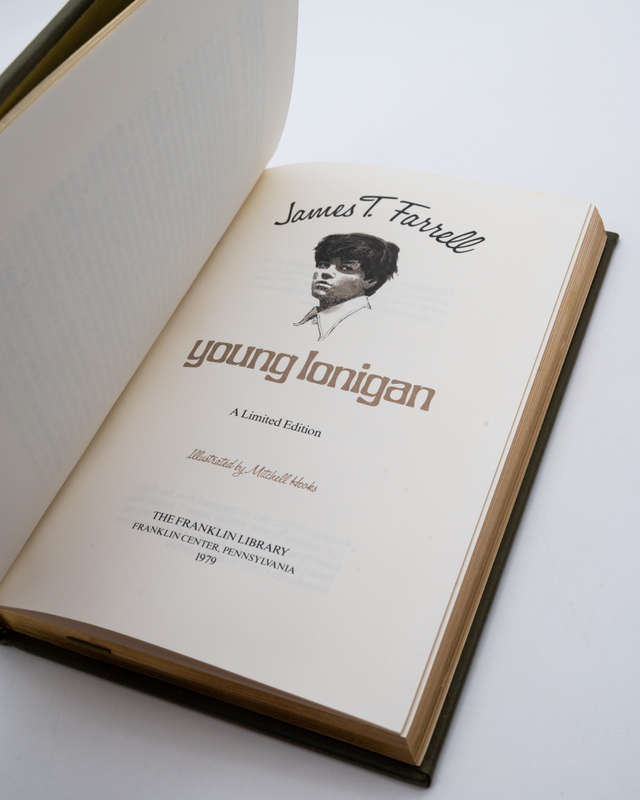 James T. Farrell
young lonigan
A Limited Edition
Illustrated by Mitchell Hooks
THE FRANKLIN LIBRARY
FRANKLIN CENTER, PENNSYLVANIA
1979